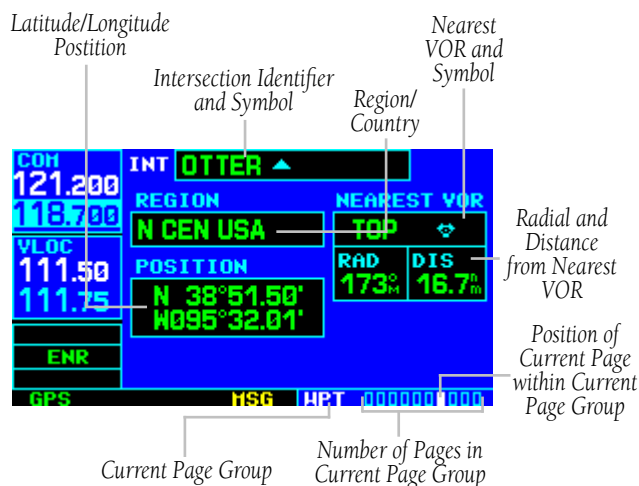 Latitude/Longitude
Postition
Intersection Identifier
and Symbol
Region/
Country
Nearest
VOR and
Symbol
COM
121.200
118.700
VLOC
111.50
111.75
ENR
GPS
INT OTTER
REGION
N CEN USA
POSITION
N 38°51.50'
W095°32.01'
NEAREST VOR
TOP
RAD
173°M
DIS
16.7nm
MSG
WPT
Radial and
Distance
from Nearest
VOR
Position of
Current Page
within Current
Page Group
Current Page Group
Number of Pages in
Current Page Group